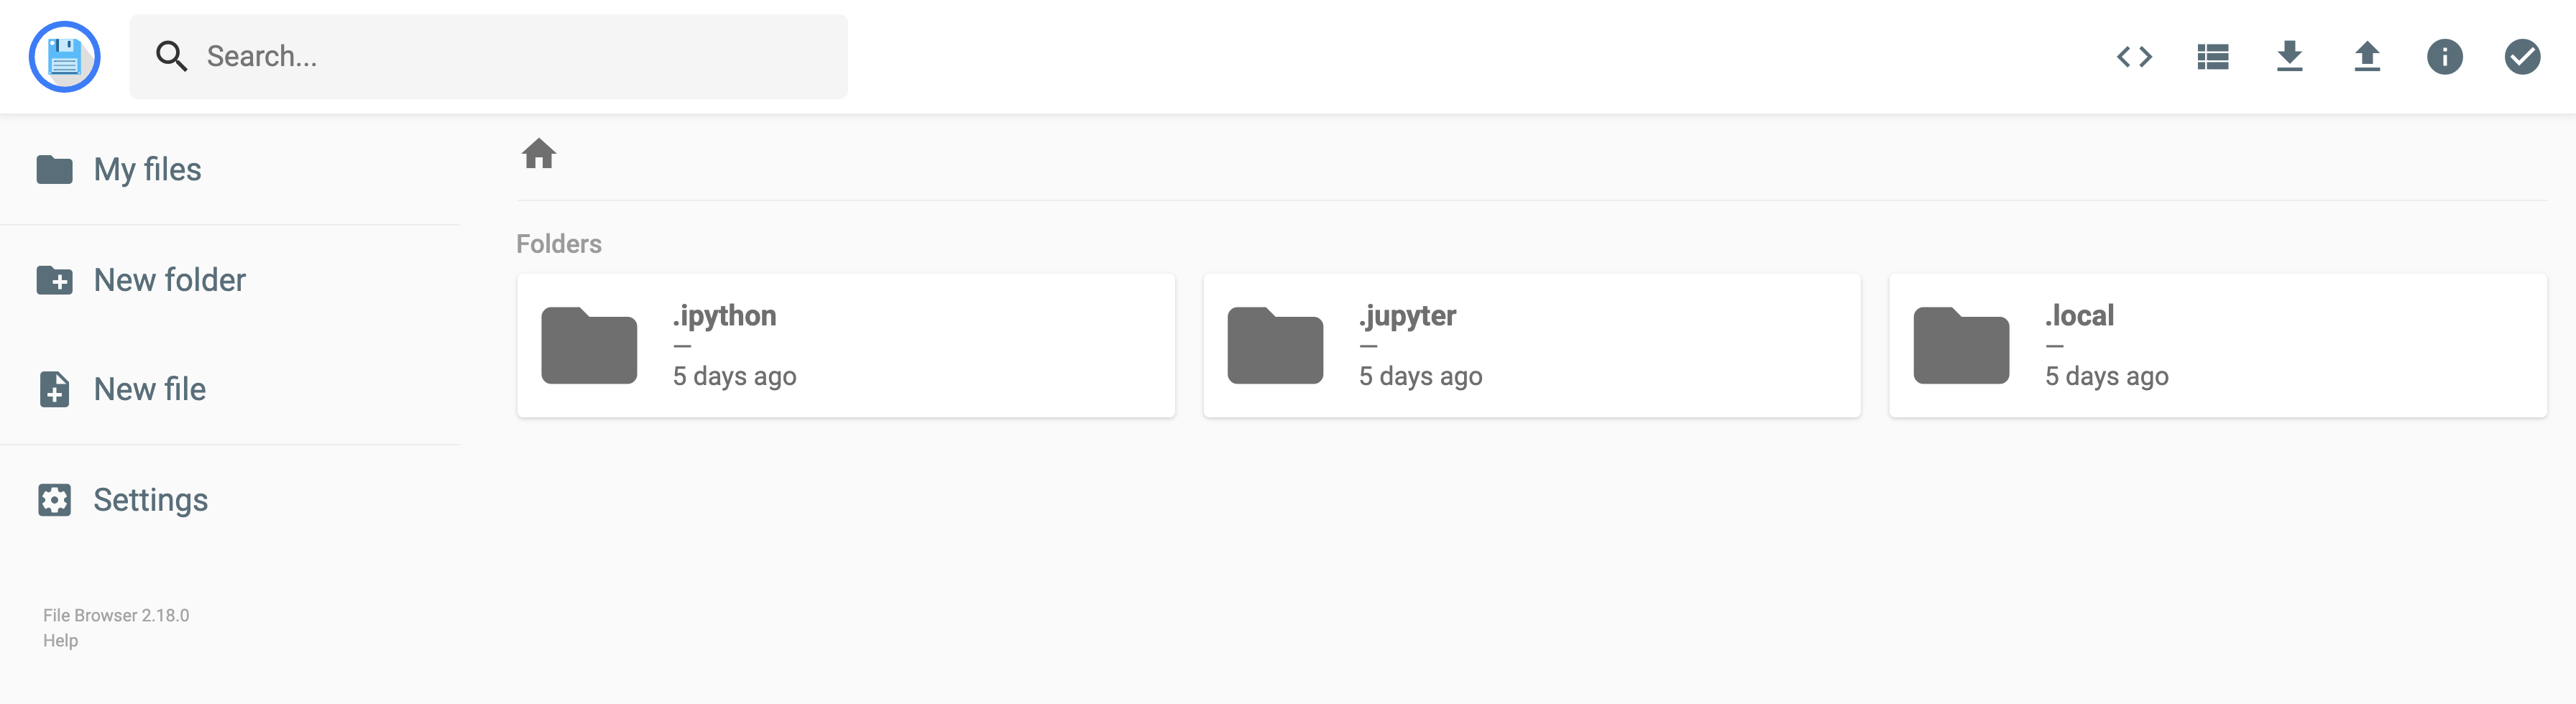 Search...
My files
New folder
New file
Settings
File Browser 2.18.0
Help
Folders
.ipython
—
5 days ago
.jupyter
—
5 days ago
.local
—
5 days ago